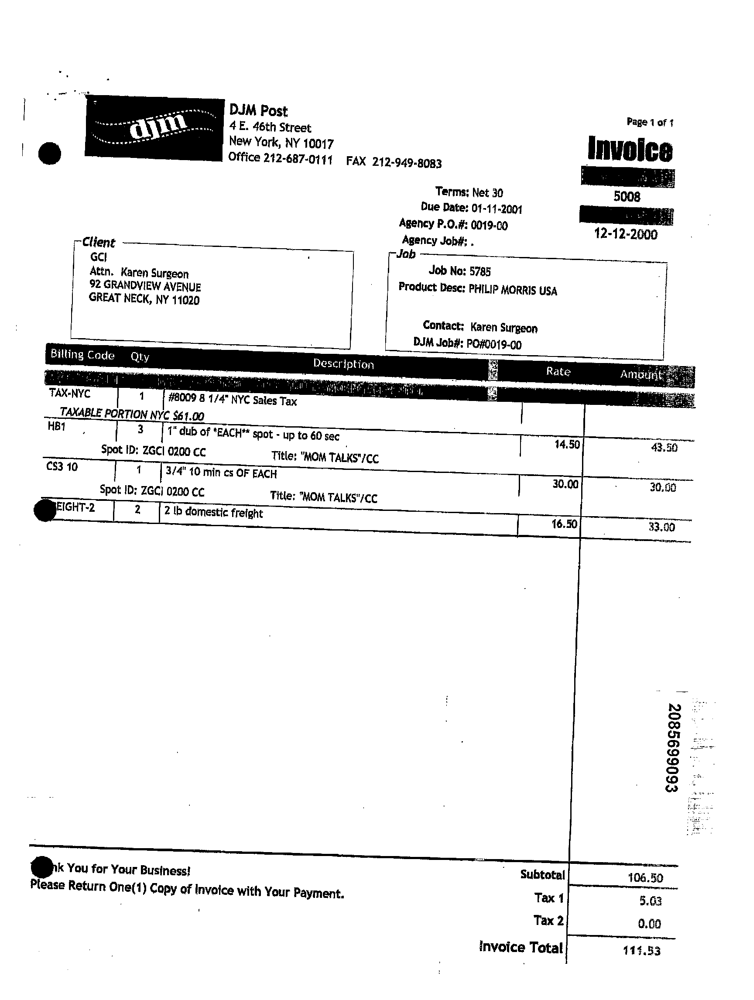 djm
DJM Post
4 E. 46th Street
New York, NY 10017
Office 212-687-0111 FAX 212-949-8083
Page 1 of 1
Invoice
5008
12-12-2000
Terms: Net 30
Due Date: 01-11-2001
Agency P.O.#: 0019-00
Agency Job#: .
Client
GCI
Attn. Karen Surgeon
92 GRANDVIEW AVENUE
GREAT NECK, NY 11020
Job
Job No: 5785
Product Desc: PHILIP MORRIS USA
Contact: Karen Surgeon
DJM Job#: PO#0019-00
Billing Code Qty Description Rate Amount
TAX-NYC 1 #8009 8 1/4" NYC Sales Tax
TAXABLE PORTION NYC $61.00
HB1 3 1" dub of *EACH** spot - up to 60 sec 14.50 43.50
Spot ID: ZGCI 0200 CC Title: "MOM TALKS"/CC
CS3 10 1 3/4" 10 min cs OF EACH 30.00 30.00
Spot ID: ZGCI 0200 CC Title: "MOM TALKS"/CC
EIGHT-2 2 2 lb domestic freight 16.50 33.00
2085699093
nk You for Your Business!
Please Return One(1) Copy of Invoice with Your Payment.
Subtotal 106.50
Tax 1 5.03
Tax 2 0.00
Invoice Total 111.53